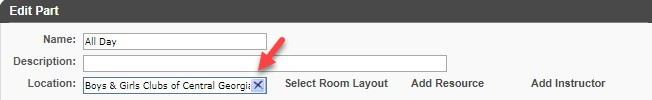 Edit Part
Name: All Day
Description:
Location: Boys & Girls Clubs of Central Georgia Select Room Layout Add Resource Add Instructor